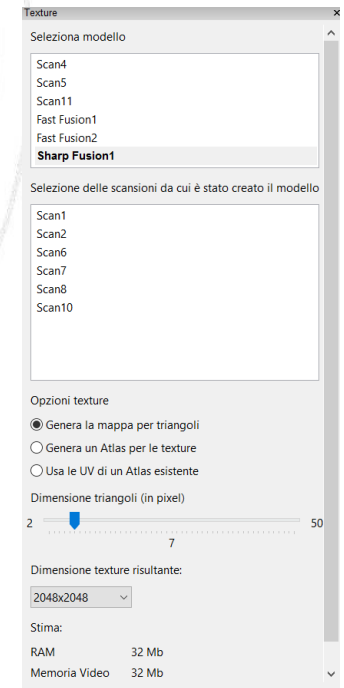 Texture
Seleziona modello
Scan4
Scan5
Scan11
Fast Fusion1
Fast Fusion2
Sharp Fusion1
Selezione delle scansioni da cui è stato creato il modello
Scan1
Scan2
Scan6
Scan7
Scan8
Scan10
Opzioni texture
Genera la mappa per triangoli
Genera un Atlas per le texture
Usa le UV di un Atlas esistente
Dimensione triangoli (in pixel)
2 50
7
Dimensione texture risultante:
2048x2048
Stima:
RAM 32 Mb
Memoria Video 32 Mb